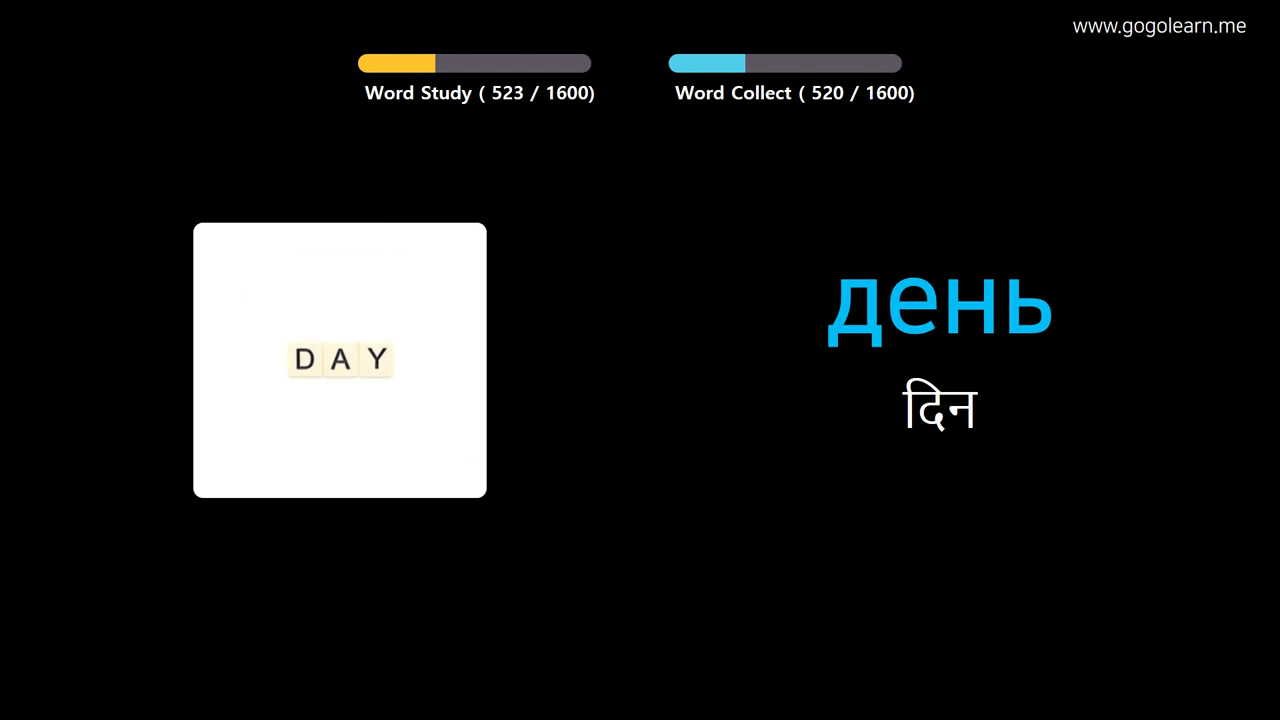 www.gogolearn.me
Word Study ( 523 / 1600)
Word Collect ( 520 / 1600)
DAY
день
दिन